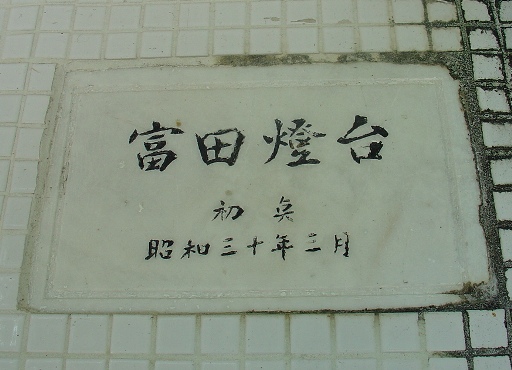 富田燈台
初点
昭和三十年三月